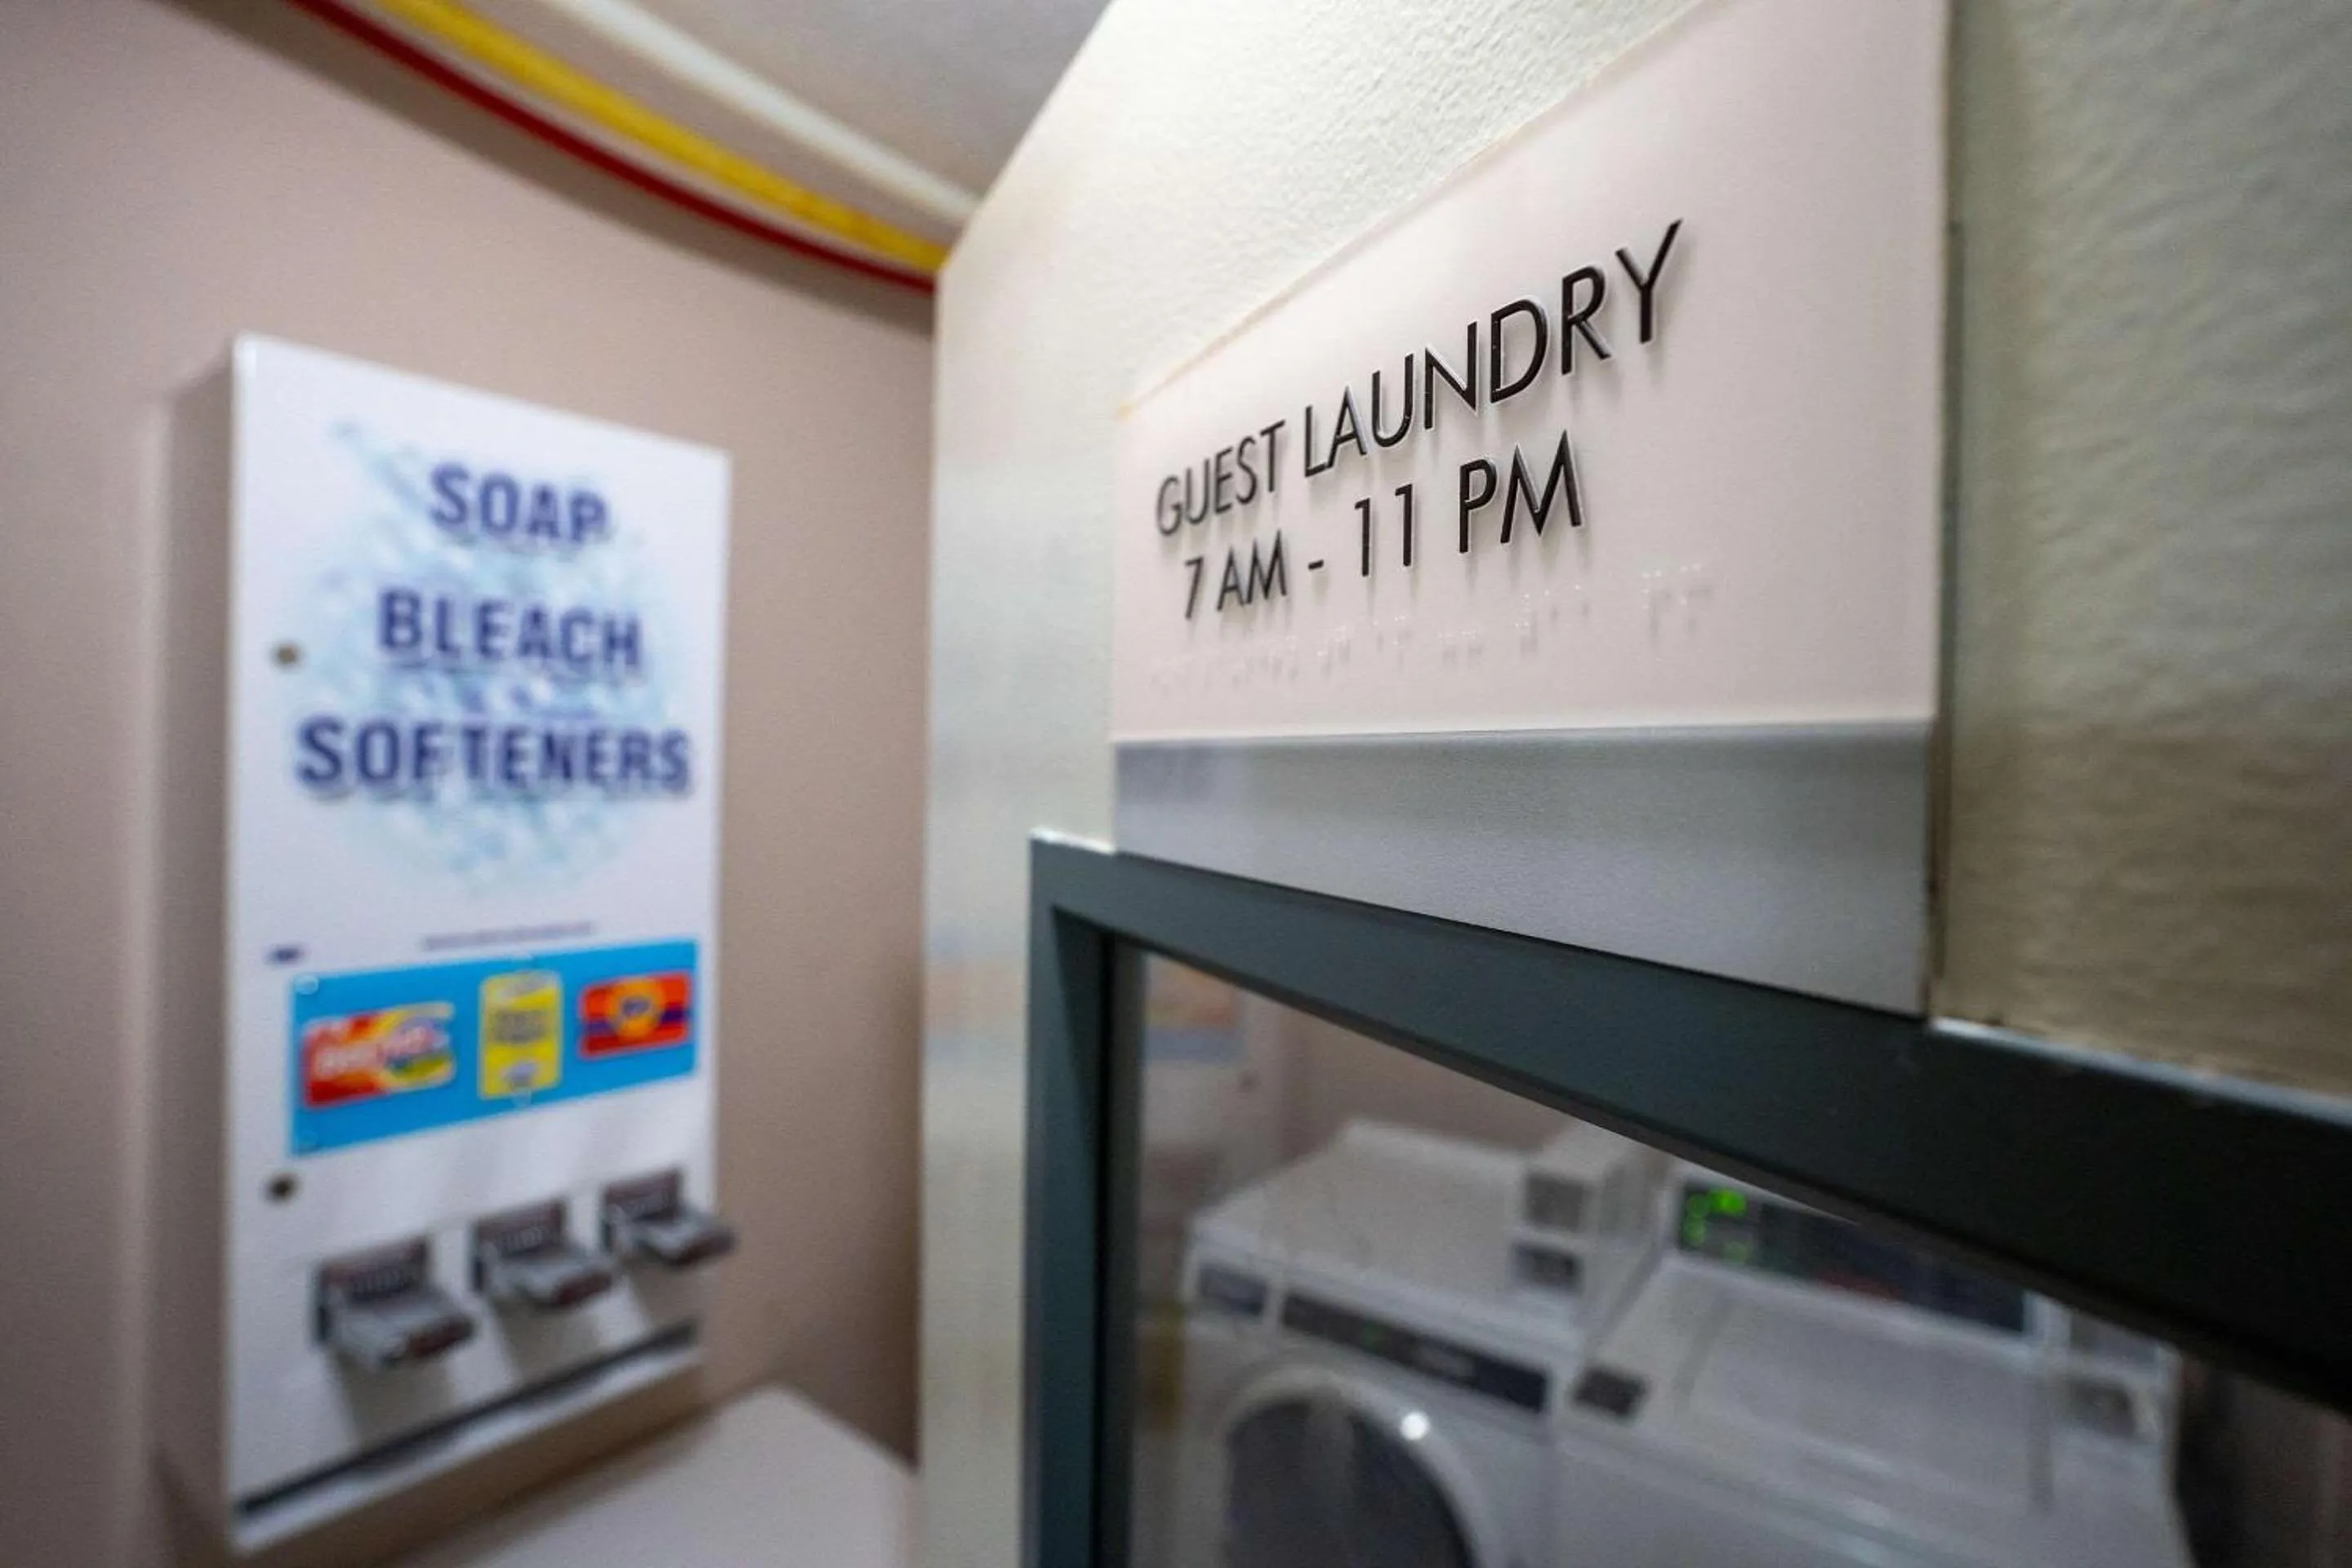 SOAP
BLEACH
SOFTENERS
GUEST LAUNDRY
7 AM - 11 PM